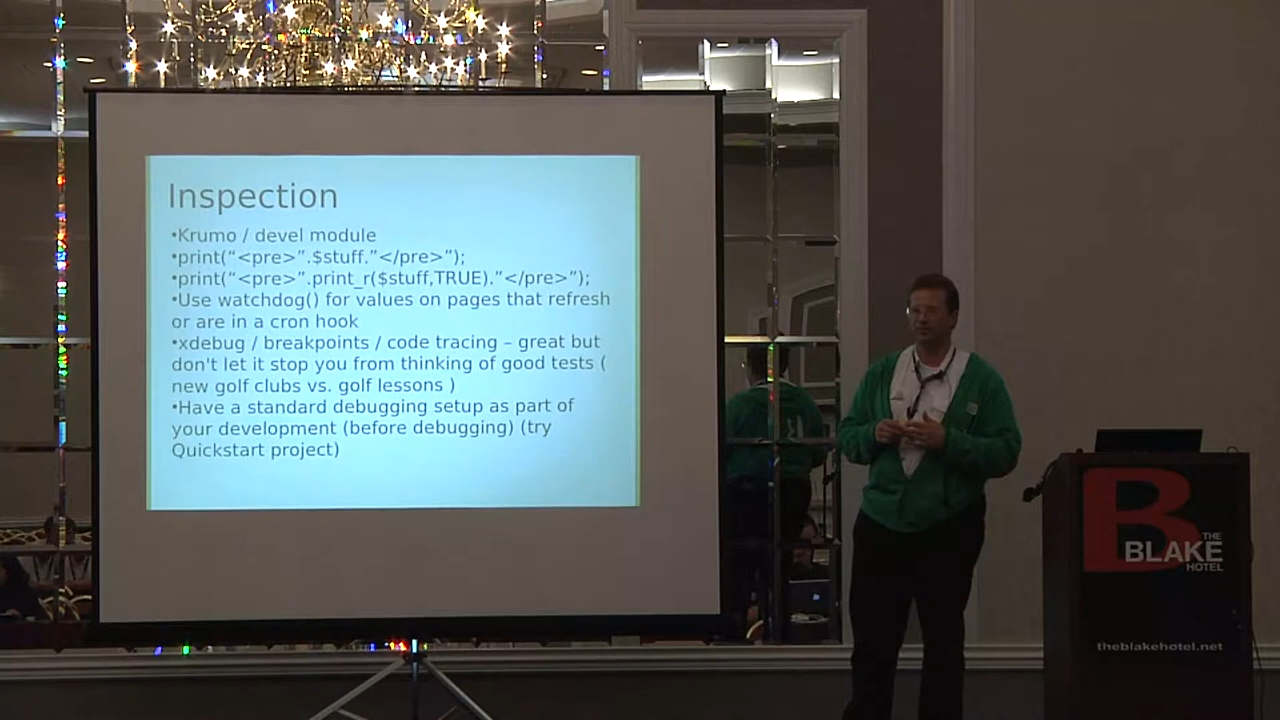 Inspection
•Krumo / devel module
•print(“<pre>”.$stuff.”</pre>”);
•print(“<pre>”.print_r($stuff,TRUE).”</pre>”);
•Use watchdog() for values on pages that refresh
or are in a cron hook
•xdebug / breakpoints / code tracing – great but
don't let it stop you from thinking of good tests (
new golf clubs vs. golf lessons )
•Have a standard debugging setup as part of
your development (before debugging) (try
Quickstart project)
B
THE
BLAKE
HOTEL
theblakehotel.net